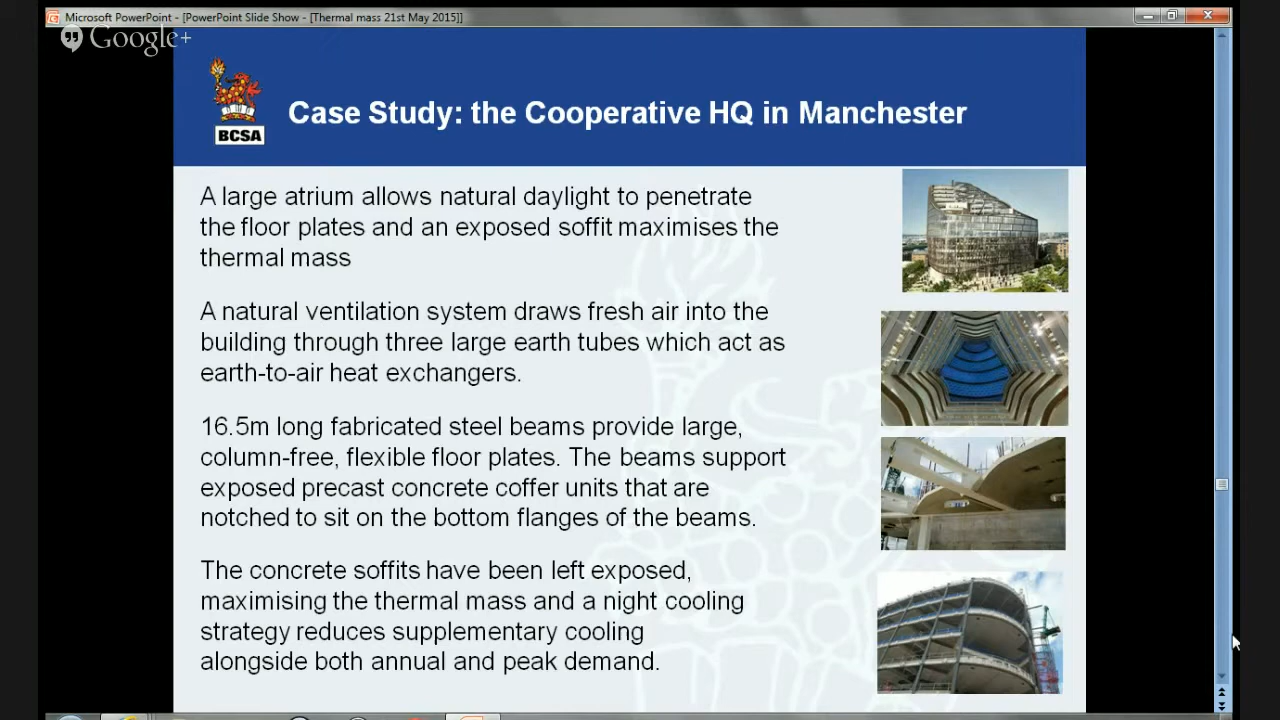 Microsoft PowerPoint - [PowerPoint Slide Show - [Thermal mass 21st May 2015]]
Google+
BCSA
Case Study: the Cooperative HQ in Manchester
A large atrium allows natural daylight to penetrate
the floor plates and an exposed soffit maximises the
thermal mass
A natural ventilation system draws fresh air into the
building through three large earth tubes which act as
earth-to-air heat exchangers.
16.5m long fabricated steel beams provide large,
column-free, flexible floor plates. The beams support
exposed precast concrete coffer units that are
notched to sit on the bottom flanges of the beams.
The concrete soffits have been left exposed,
maximising the thermal mass and a night cooling
strategy reduces supplementary cooling
alongside both annual and peak demand.